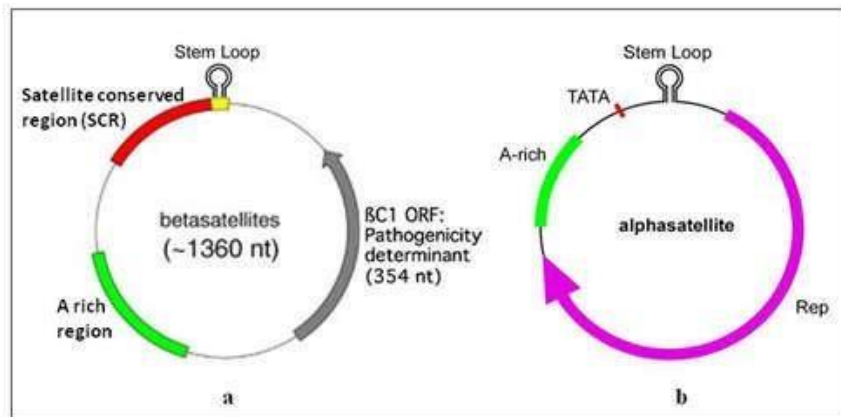 Stem Loop
Satellite conserved
region (SCR)
betasatellites
(~1360 nt)
ßC1 ORF:
Pathogenicity
determinant
(354 nt)
A rich
region
a
Stem Loop
TATA
A-rich
alphasatellite
Rep
b